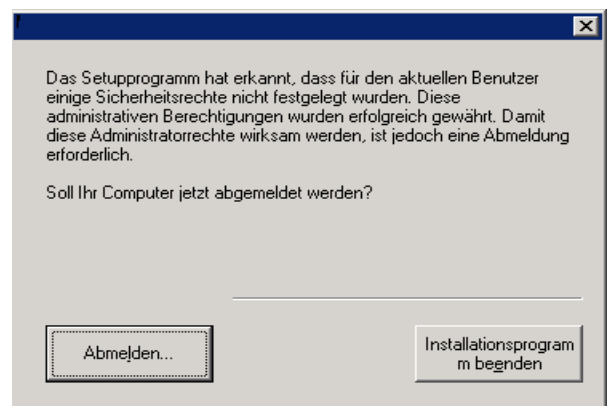 Das Setupprogramm hat erkannt, dass für den aktuellen Benutzer
einige Sicherheitsrechte nicht festgelegt wurden. Diese
administrativen Berechtigungen wurden erfolgreich gewährt. Damit
diese Administratorrechte wirksam werden, ist jedoch eine Abmeldung
erforderlich.
Soll Ihr Computer jetzt abgemeldet werden?
Abmelden...
Installationsprogram
m beenden